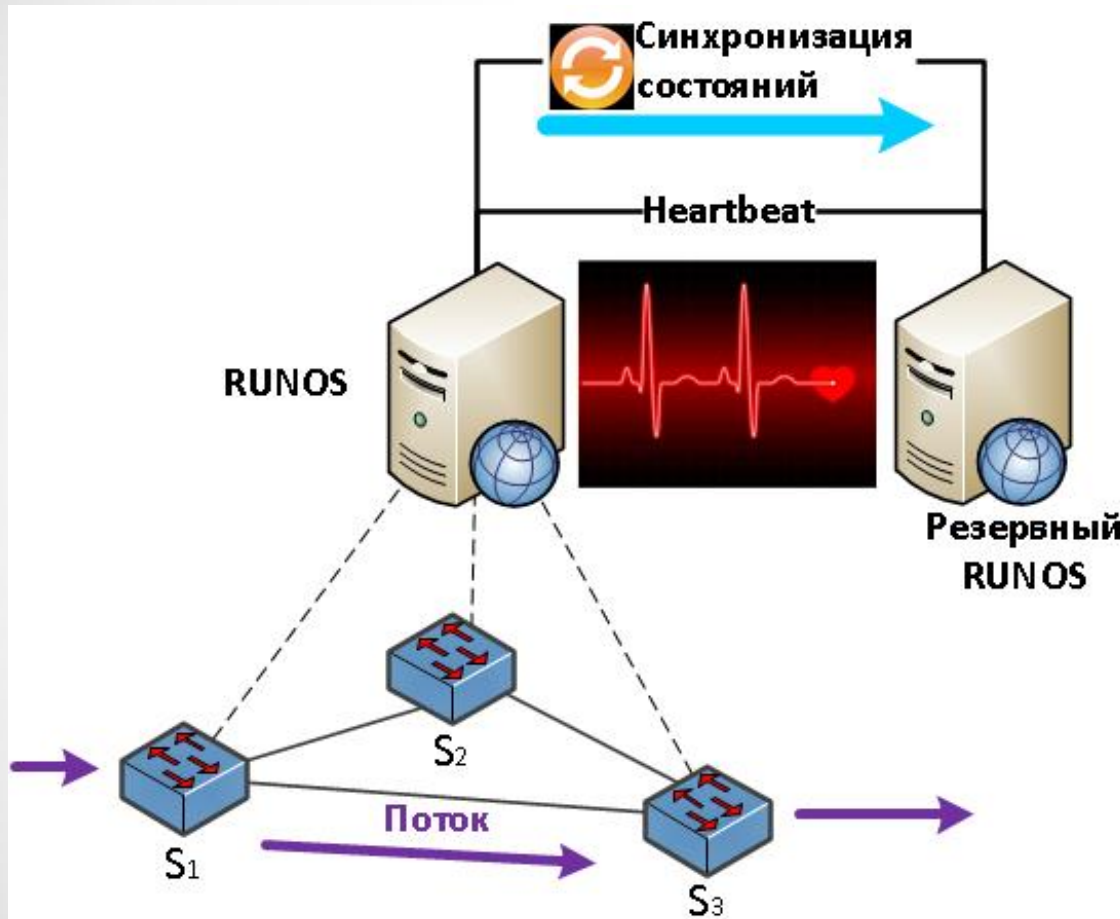 Синхронизация
состояний
Heartbeat
RUNOS
Резервный
RUNOS
S2
Поток
S1
S3